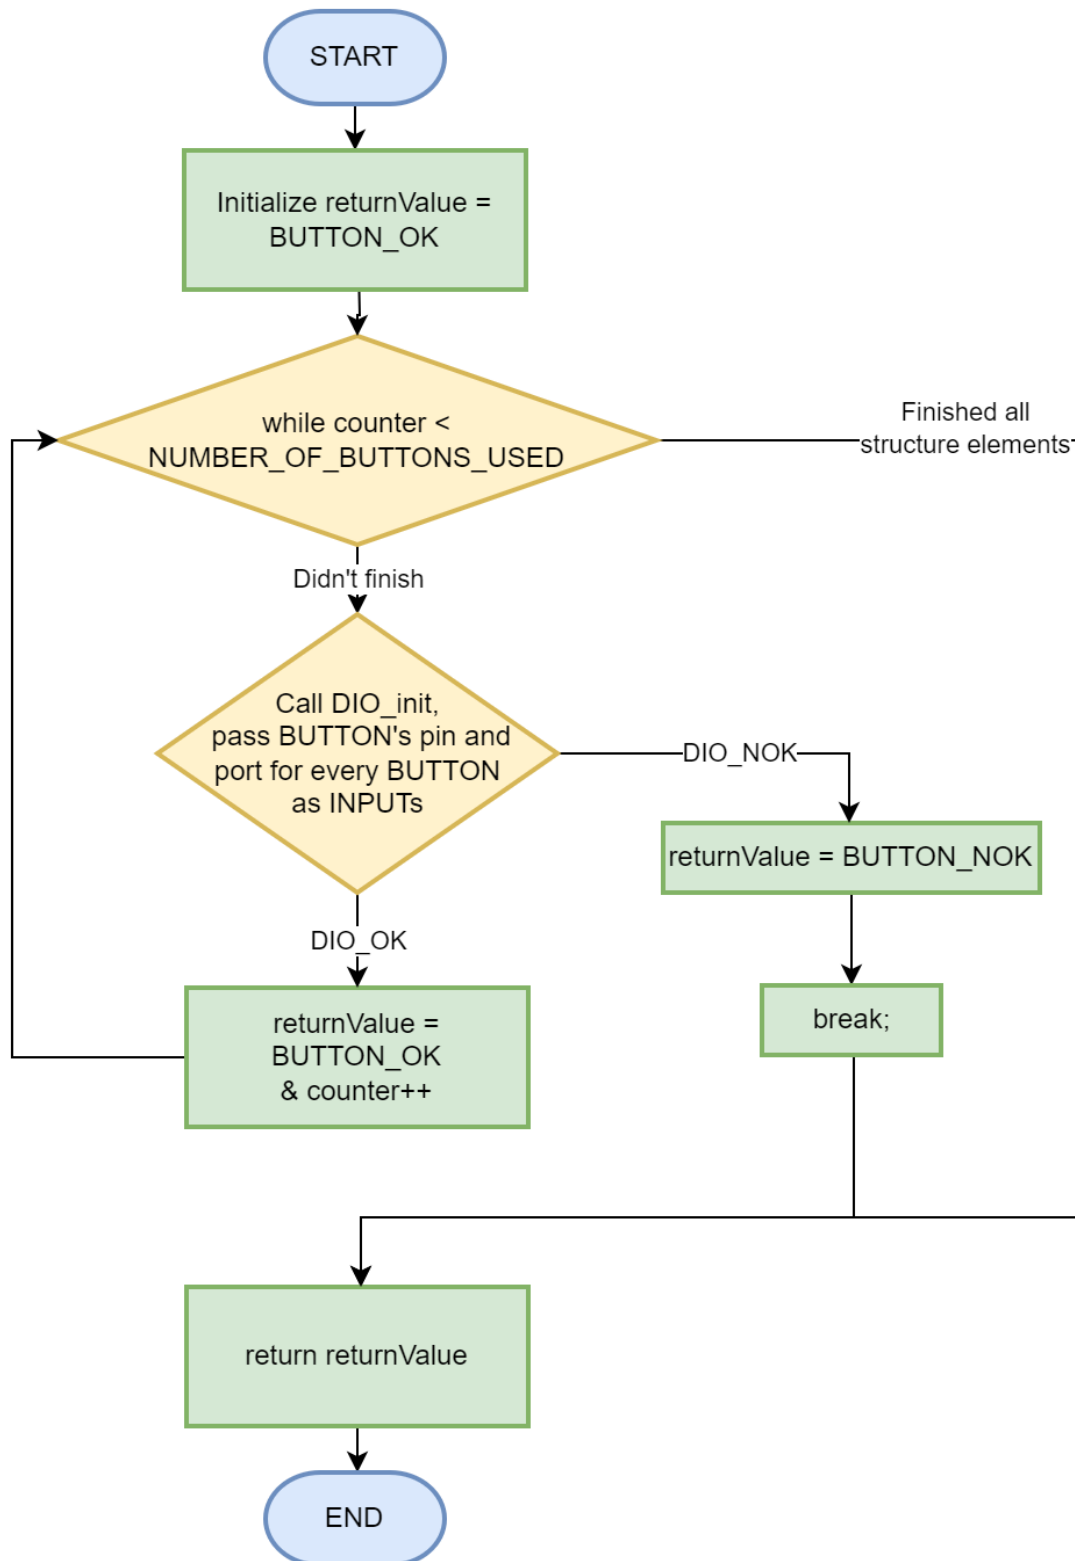 START
Initialize returnValue =
BUTTON_OK
while counter <
NUMBER_OF_BUTTONS_USED
Finished all
structure elements
Didn't finish
Call DIO_init,
pass BUTTON's pin and
port for every BUTTON
as INPUTs
DIO_NOK
returnValue = BUTTON_NOK
DIO_OK
break;
returnValue =
BUTTON_OK
& counter++
return returnValue
END